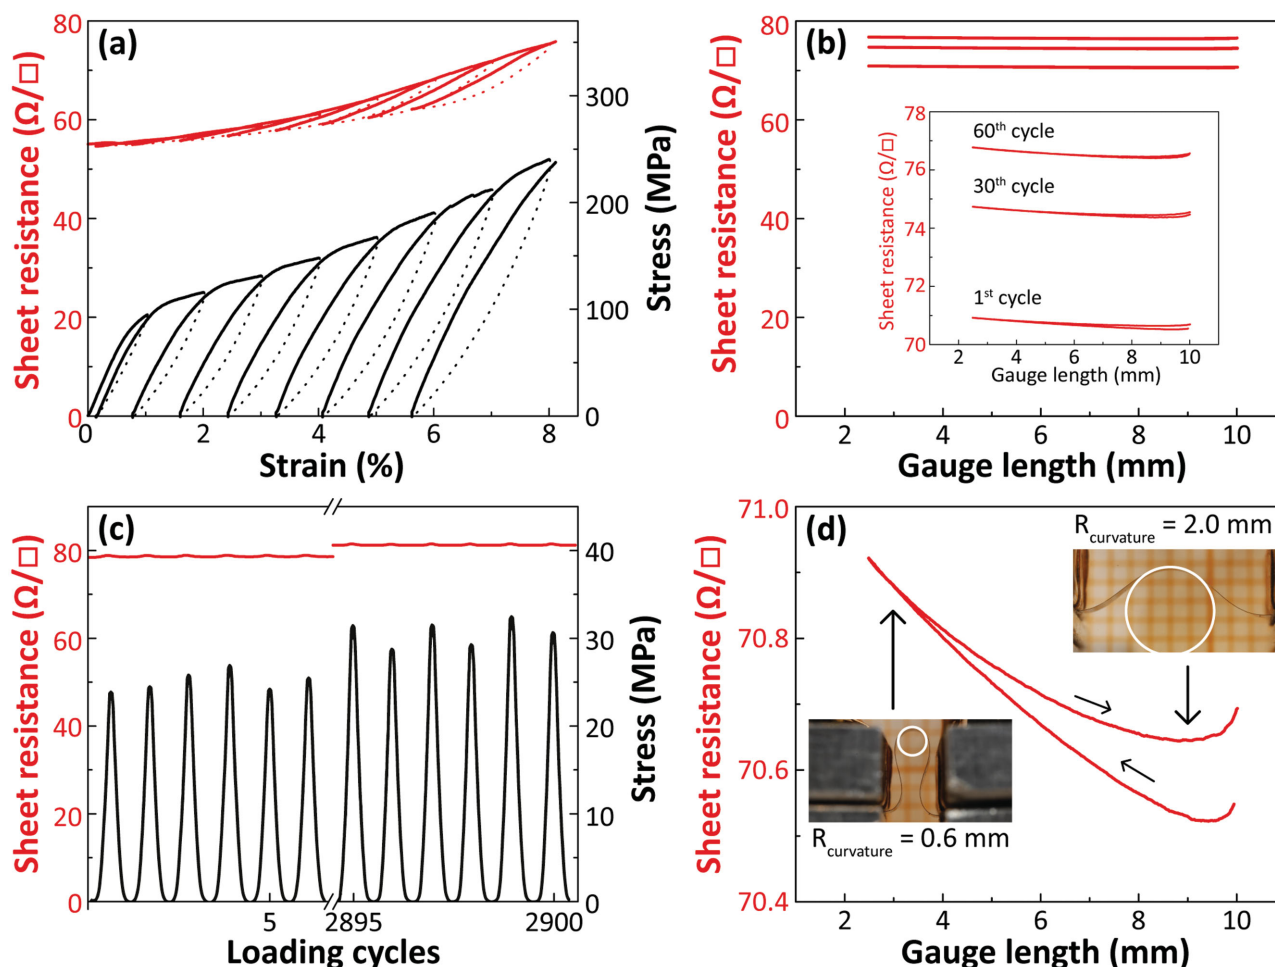 (a)
Sheet resistance (Ω/□)
80
60
40
20
0
Stress (MPa)
300
200
100
0
0 2 4 6 8
Strain (%)
(b)
Sheet resistance (Ω/□)
80
60
40
20
0
Sheet resistance (Ω/□)
78
76
74
72
70
60th cycle
30th cycle
1st cycle
2 4 6 8 10
Gauge length (mm)
2 4 6 8 10
Gauge length (mm)
(c)
Sheet resistance (Ω/□)
80
60
40
20
0
Stress (MPa)
40
30
20
10
0
5 2895 2900
Loading cycles
(d)
Sheet resistance (Ω/□)
71.0
70.8
70.6
70.4
Rcurvature = 2.0 mm
Rcurvature = 0.6 mm
2 4 6 8 10
Gauge length (mm)